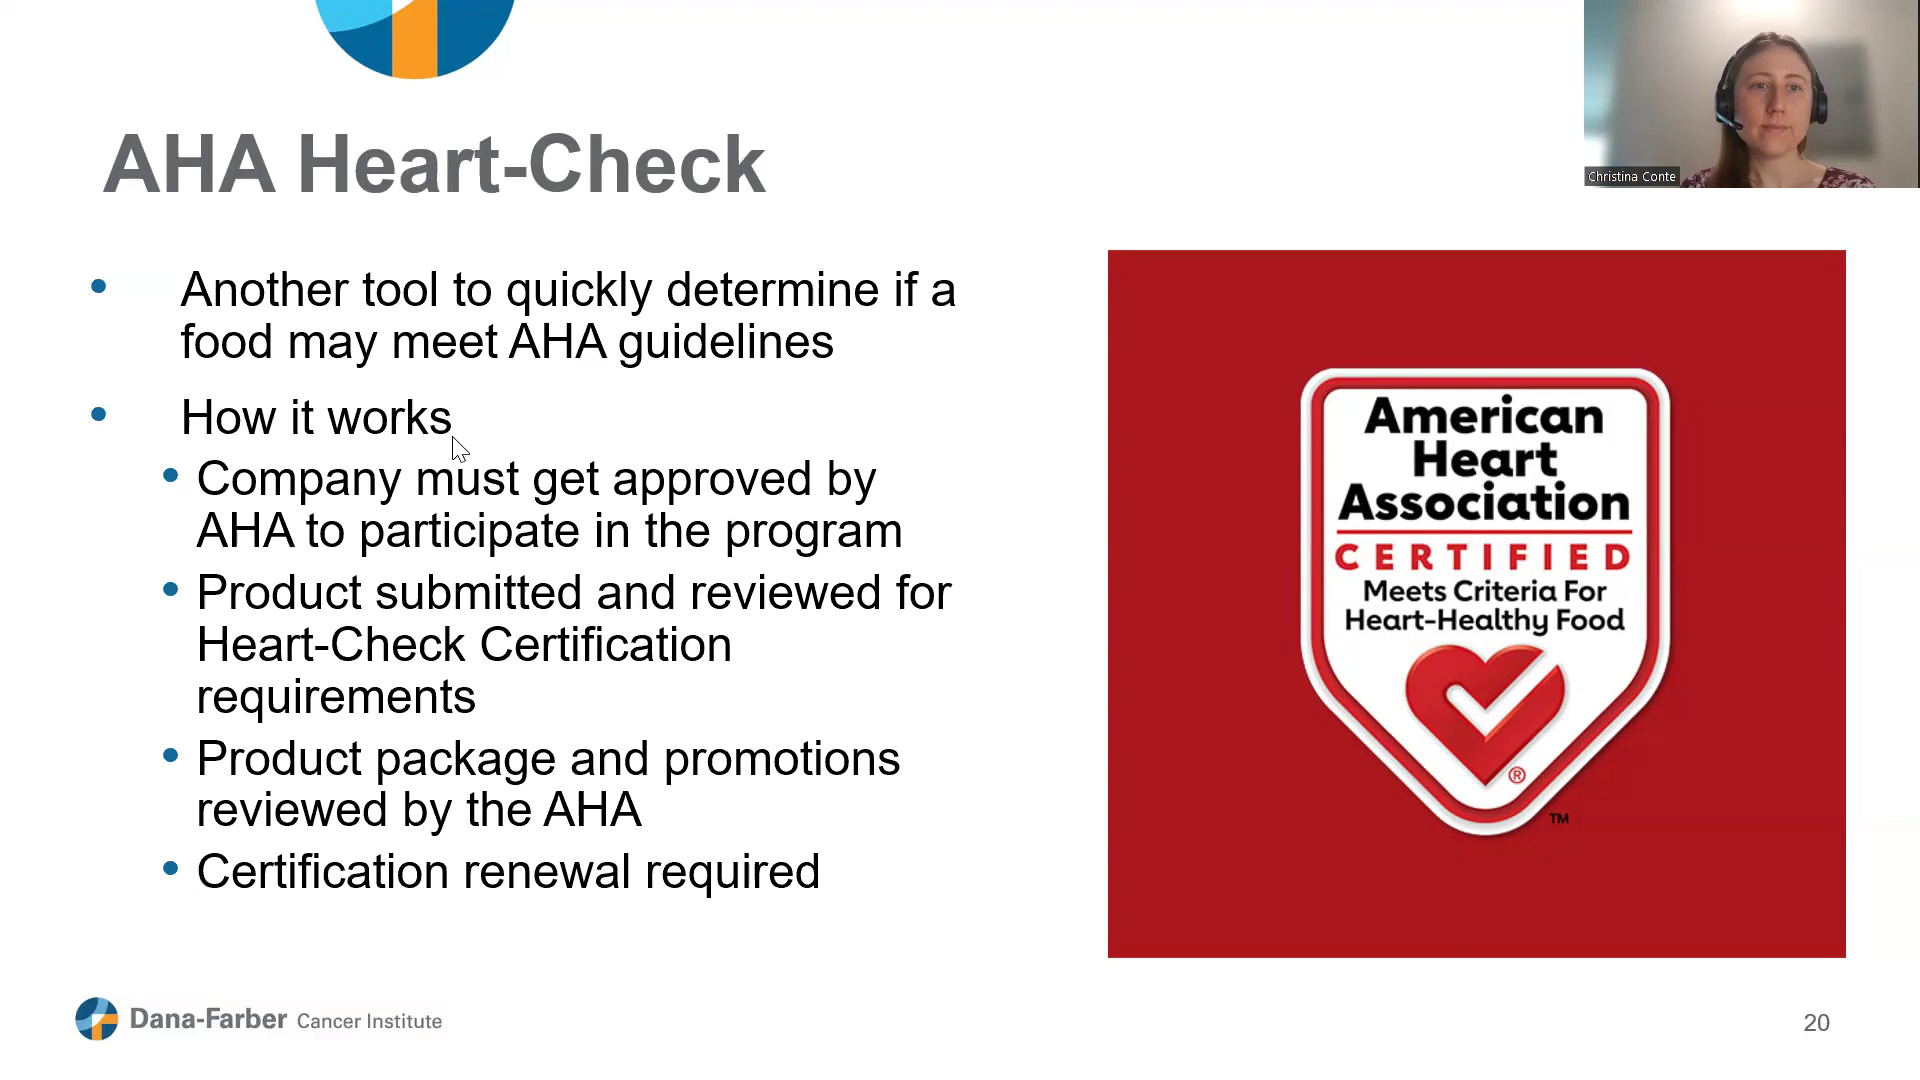 AHA Heart-Check
Christina Conte
• Another tool to quickly determine if a
food may meet AHA guidelines
• How it works
• Company must get approved by
AHA to participate in the program
• Product submitted and reviewed for
Heart-Check Certification
requirements
• Product package and promotions
reviewed by the AHA
• Certification renewal required
American
Heart
Association
CERTIFIED
Meets Criteria For
Heart-Healthy Food
®
™
Dana-Farber Cancer Institute
20